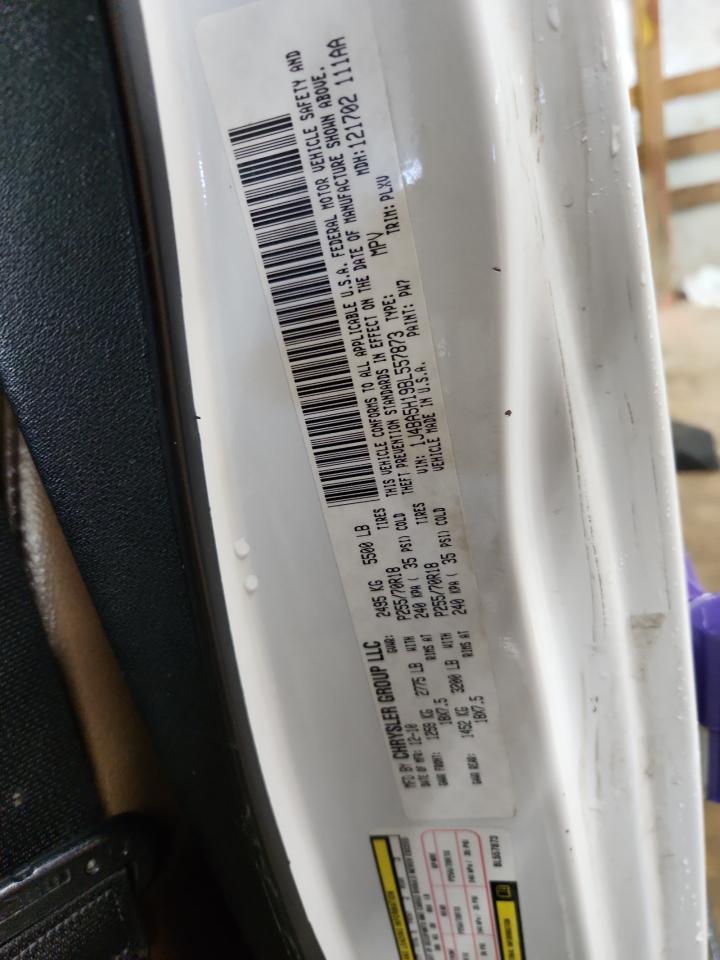 MFD BY CHRYSLER GROUP LLC
DATE OF MFR: 12-10 GVWR: 2495 KG 5500 LB
GAWR FRONT: 1259 KG 2775 LB WITH P255/70R18 TIRES
18X7.5 RIMS AT 240 KPA ( 35 PSI) COLD
GAWR REAR: 1452 KG 3200 LB WITH P255/70R18 TIRES
18X7.5 RIMS AT 240 KPA ( 35 PSI) COLD
THIS VEHICLE CONFORMS TO ALL APPLICABLE U.S.A. FEDERAL MOTOR VEHICLE SAFETY AND
THEFT PREVENTION STANDARDS IN EFFECT ON THE DATE OF MANUFACTURE SHOWN ABOVE.
VIN: 1J4BA5H19BL557873 TYPE: MPV MDH: 121702 111AA
VEHICLE MADE IN U.S.A. PAINT: PW7 TRIM: PLXV
BL557873